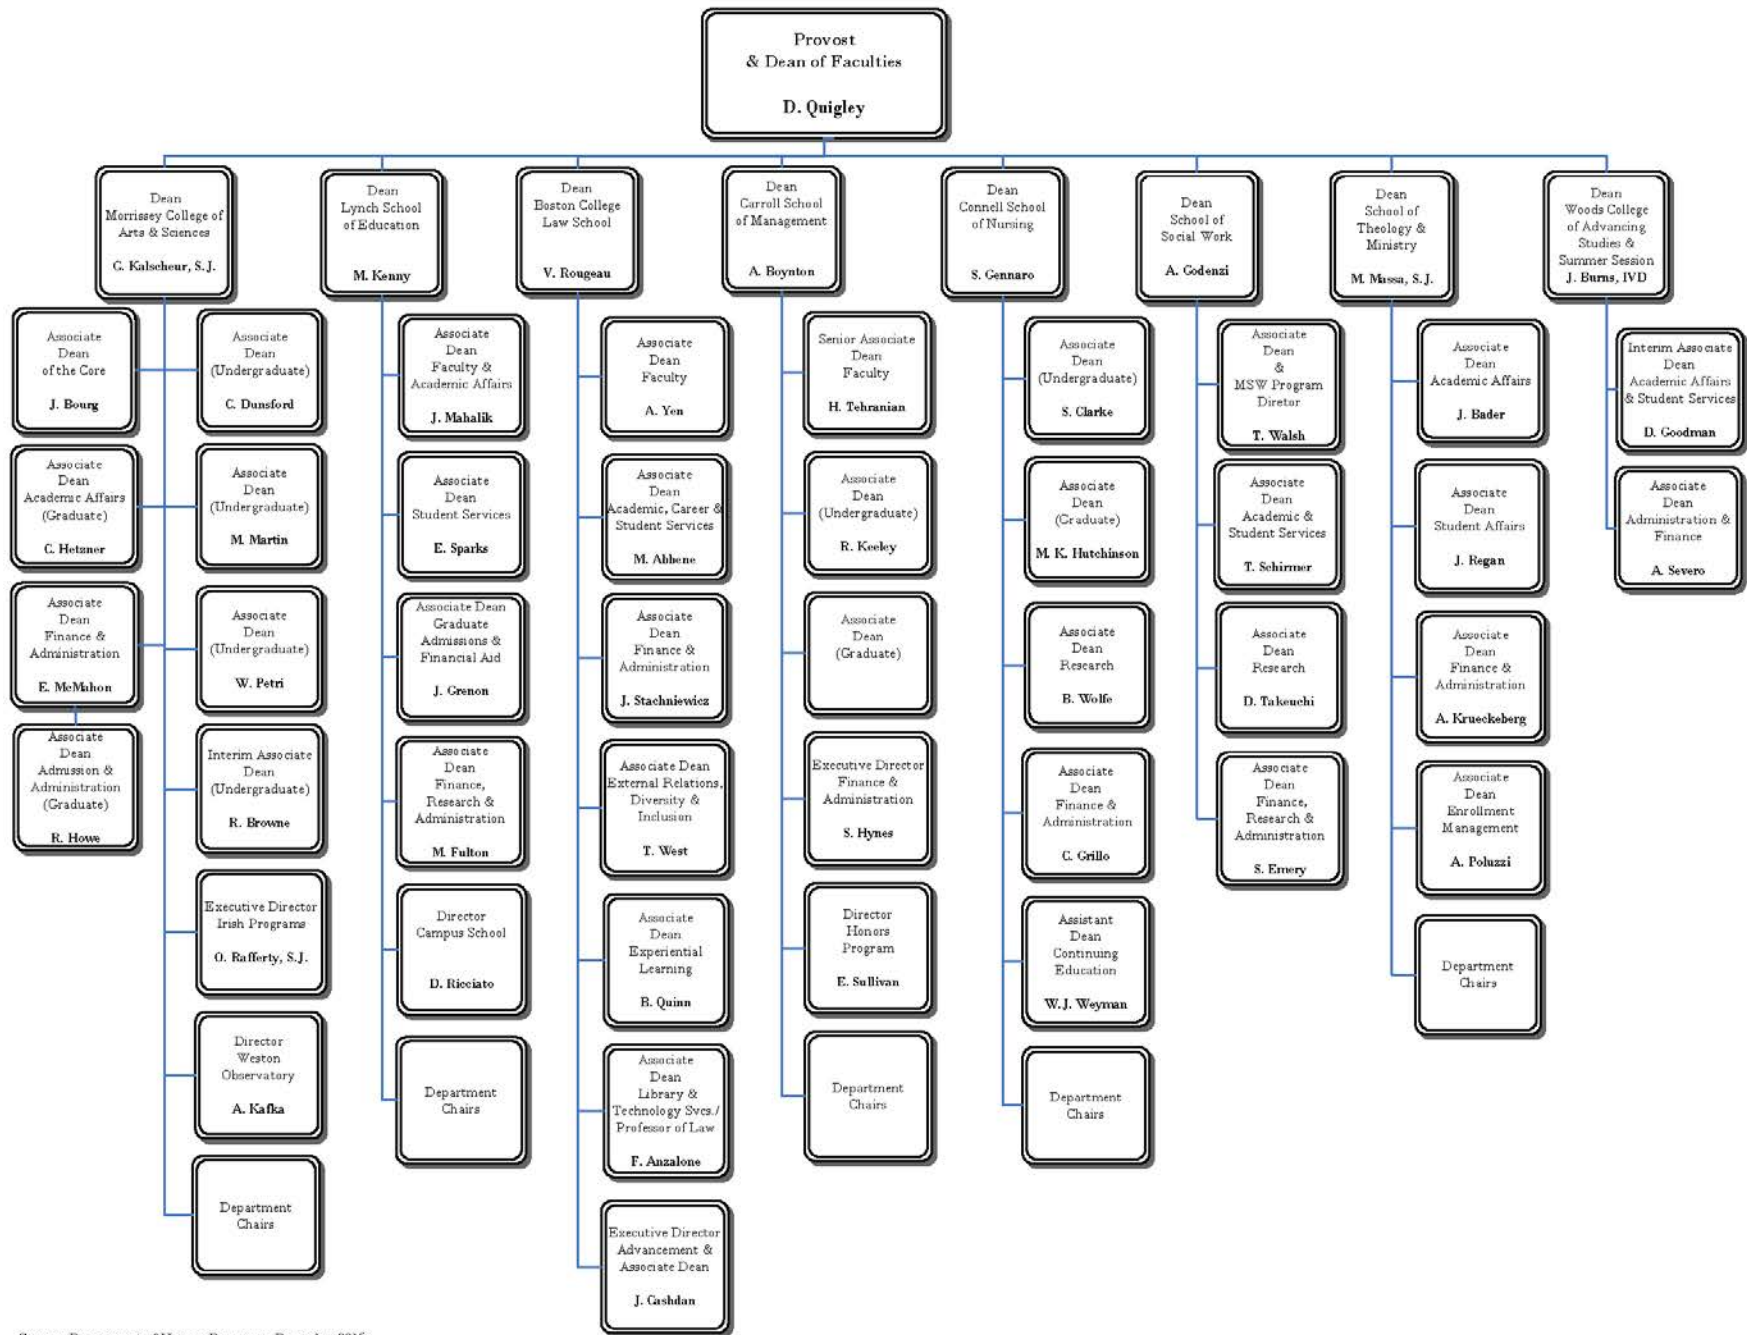 Provost
& Dean of Faculties
D. Quigley
Dean
Morrissey College of
Arts & Sciences
G. Kalscheur, S.J.
Dean
Lynch School
of Education
M. Kenny
Dean
Boston College
Law School
V. Rougeau
Dean
Carroll School
of Management
A. Boynton
Dean
Connell School
of Nursing
S. Gennaro
Dean
School of
Social Work
A. Godenzi
Dean
School of
Theology &
Ministry
M. Massa, S.J.
Dean
Woods College
of Advancing
Studies &
Summer Session
J. Burns, IVD
Associate
Dean
of the Core
J. Bourg
Associate
Dean
Academic Affairs
(Graduate)
C. Hetzner
Associate
Dean
Finance &
Administration
E. McMahon
Associate
Dean
Admission &
Administration
(Graduate)
R. Howe
Associate
Dean
(Undergraduate)
C. Dunsford
Associate
Dean
(Undergraduate)
M. Martin
Associate
Dean
(Undergraduate)
W. Petri
Interim Associate
Dean
(Undergraduate)
R. Browne
Executive Director
Irish Programs
O. Rafferty, S.J.
Director
Weston
Observatory
A. Kafka
Department
Chairs
Associate
Dean
Faculty &
Academic Affairs
J. Mahalik
Associate
Dean
Student Services
E. Sparks
Associate Dean
Graduate
Admissions &
Financial Aid
J. Grenon
Associate
Dean
Finance,
Research &
Administration
M. Fulton
Director
Campus School
D. Ricciato
Department
Chairs
Associate
Dean
Faculty
A. Yen
Associate
Dean
Academic, Career &
Student Services
M. Abbene
Associate
Dean
Finance &
Administration
J. Stachniewicz
Associate Dean
External Relations,
Diversity &
Inclusion
T. West
Associate
Dean
Experiential
Learning
B. Quinn
Associate
Dean
Library &
Technology Svcs./
Professor of Law
F. Anzalone
Executive Director
Advancement &
Associate Dean
J. Cashdan
Senior Associate
Dean
Faculty
H. Tehranian
Associate
Dean
(Undergraduate)
R. Keeley
Associate
Dean
(Graduate)
Executive Director
Finance &
Administration
S. Hynes
Director
Honors
Program
E. Sullivan
Department
Chairs
Associate
Dean
(Undergraduate)
S. Clarke
Associate
Dean
(Graduate)
M. K. Hutchinson
Associate
Dean
Research
B. Wolfe
Associate
Dean
Finance &
Administration
C. Grillo
Assistant
Dean
Continuing
Education
W.J. Weyman
Department
Chairs
Associate
Dean
&
MSW Program
Diretor
T. Walsh
Associate
Dean
Academic &
Student Services
T. Schirmer
Associate
Dean
Research
D. Takeuchi
Associate
Dean
Finance,
Research &
Administration
S. Emery
Associate
Dean
Academic Affairs
J. Bader
Associate
Dean
Student Affairs
J. Regan
Associate
Dean
Finance &
Administration
A. Krueckeberg
Associate
Dean
Enrollment
Management
A. Poluzzi
Department
Chairs
Interim Associate
Dean
Academic Affairs
& Student Services
D. Goodman
Associate
Dean
Administration &
Finance
A. Severo